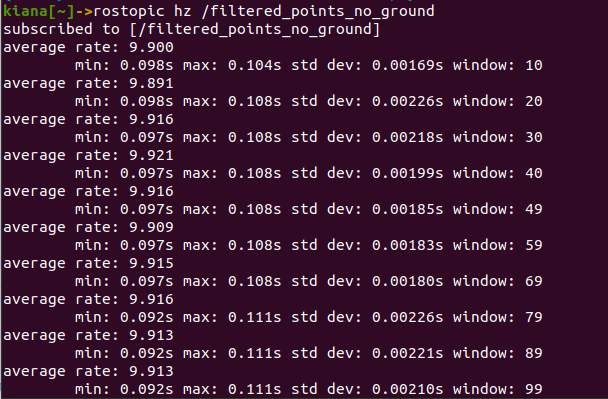 kiana[~]->rostopic hz /filtered_points_no_ground
subscribed to [/filtered_points_no_ground]
average rate: 9.900
        min: 0.098s max: 0.104s std dev: 0.00169s window: 10
average rate: 9.891
        min: 0.098s max: 0.108s std dev: 0.00226s window: 20
average rate: 9.916
        min: 0.097s max: 0.108s std dev: 0.00218s window: 30
average rate: 9.921
        min: 0.097s max: 0.108s std dev: 0.00199s window: 40
average rate: 9.916
        min: 0.097s max: 0.108s std dev: 0.00185s window: 49
average rate: 9.909
        min: 0.097s max: 0.108s std dev: 0.00183s window: 59
average rate: 9.915
        min: 0.097s max: 0.108s std dev: 0.00180s window: 69
average rate: 9.916
        min: 0.092s max: 0.111s std dev: 0.00226s window: 79
average rate: 9.913
        min: 0.092s max: 0.111s std dev: 0.00221s window: 89
average rate: 9.913
        min: 0.092s max: 0.111s std dev: 0.00210s window: 99